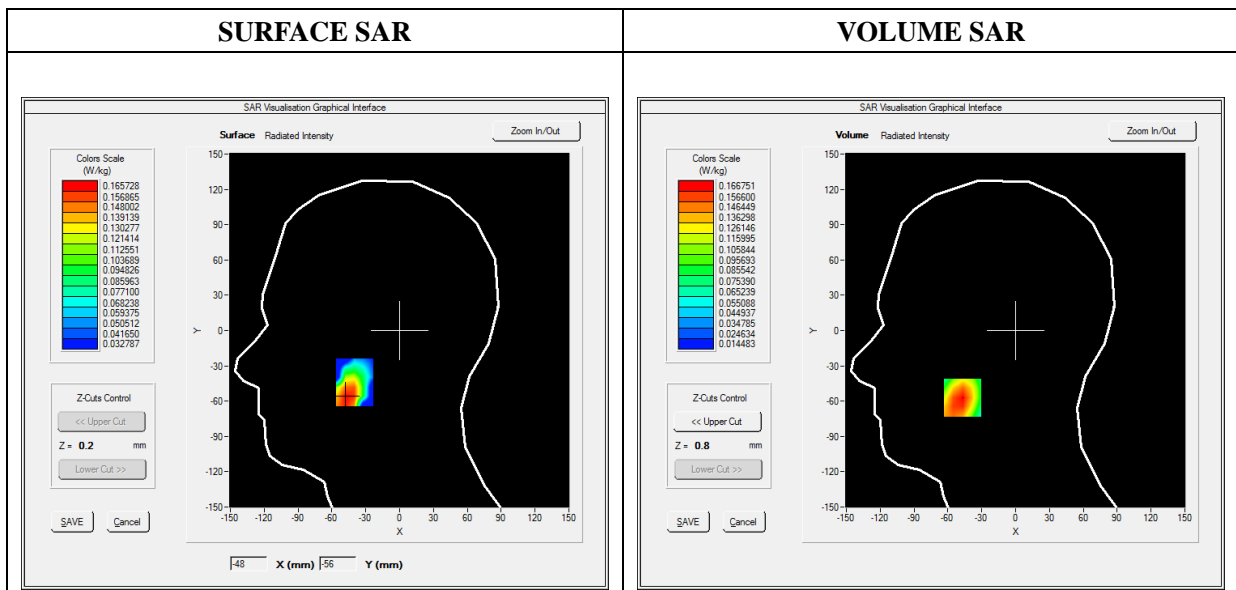 SURFACE SAR
VOLUME SAR
SAR Visualisation Graphical Interface
Surface Radiated Intensity
Zoom In/Out
Colors Scale
(W/kg)
0.165728
0.156865
0.148002
0.139139
0.130277
0.121414
0.112551
0.103689
0.094826
0.085963
0.077100
0.068238
0.059375
0.050512
0.041650
0.032787
Z-Cuts Control
<< Upper Cut
Z = 0.2 mm
Lower Cut >>
SAVE Cancel
150
120
90
60
30
0
-30
-60
-90
-120
-150
Y
-150 -120 -90 -60 -30 0 30 60 90 120 150
X
-48 X (mm) -56 Y (mm)
SAR Visualisation Graphical Interface
Volume Radiated Intensity
Zoom In/Out
Colors Scale
(W/kg)
0.166751
0.156600
0.146449
0.136298
0.126146
0.115995
0.105844
0.095693
0.085542
0.075390
0.065239
0.055088
0.044937
0.034785
0.024634
0.014483
Z-Cuts Control
<< Upper Cut
Z = 0.8 mm
Lower Cut >>
SAVE Cancel
150
120
90
60
30
0
-30
-60
-90
-120
-150
Y
-150 -120 -90 -60 -30 0 30 60 90 120 150
X